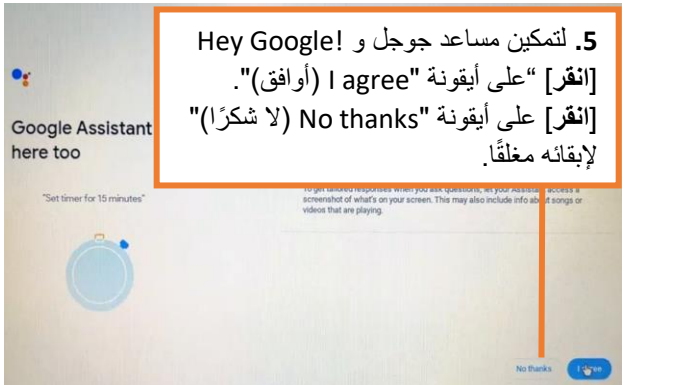 5. لتمكين مساعد جوجل و Hey Google!
[انقر] “على أيقونة "I agree (أوافق)".
[انقر] على أيقونة "No thanks (لا شكرًا)"
لإبقائه مغلقًا.
Google Assistant
here too
"Set timer for 15 minutes"
To get tailored responses when you ask questions, let your Assistant access a
screenshot of what's on your screen. This may also include info about songs or
videos that are playing.
No thanks
I agree